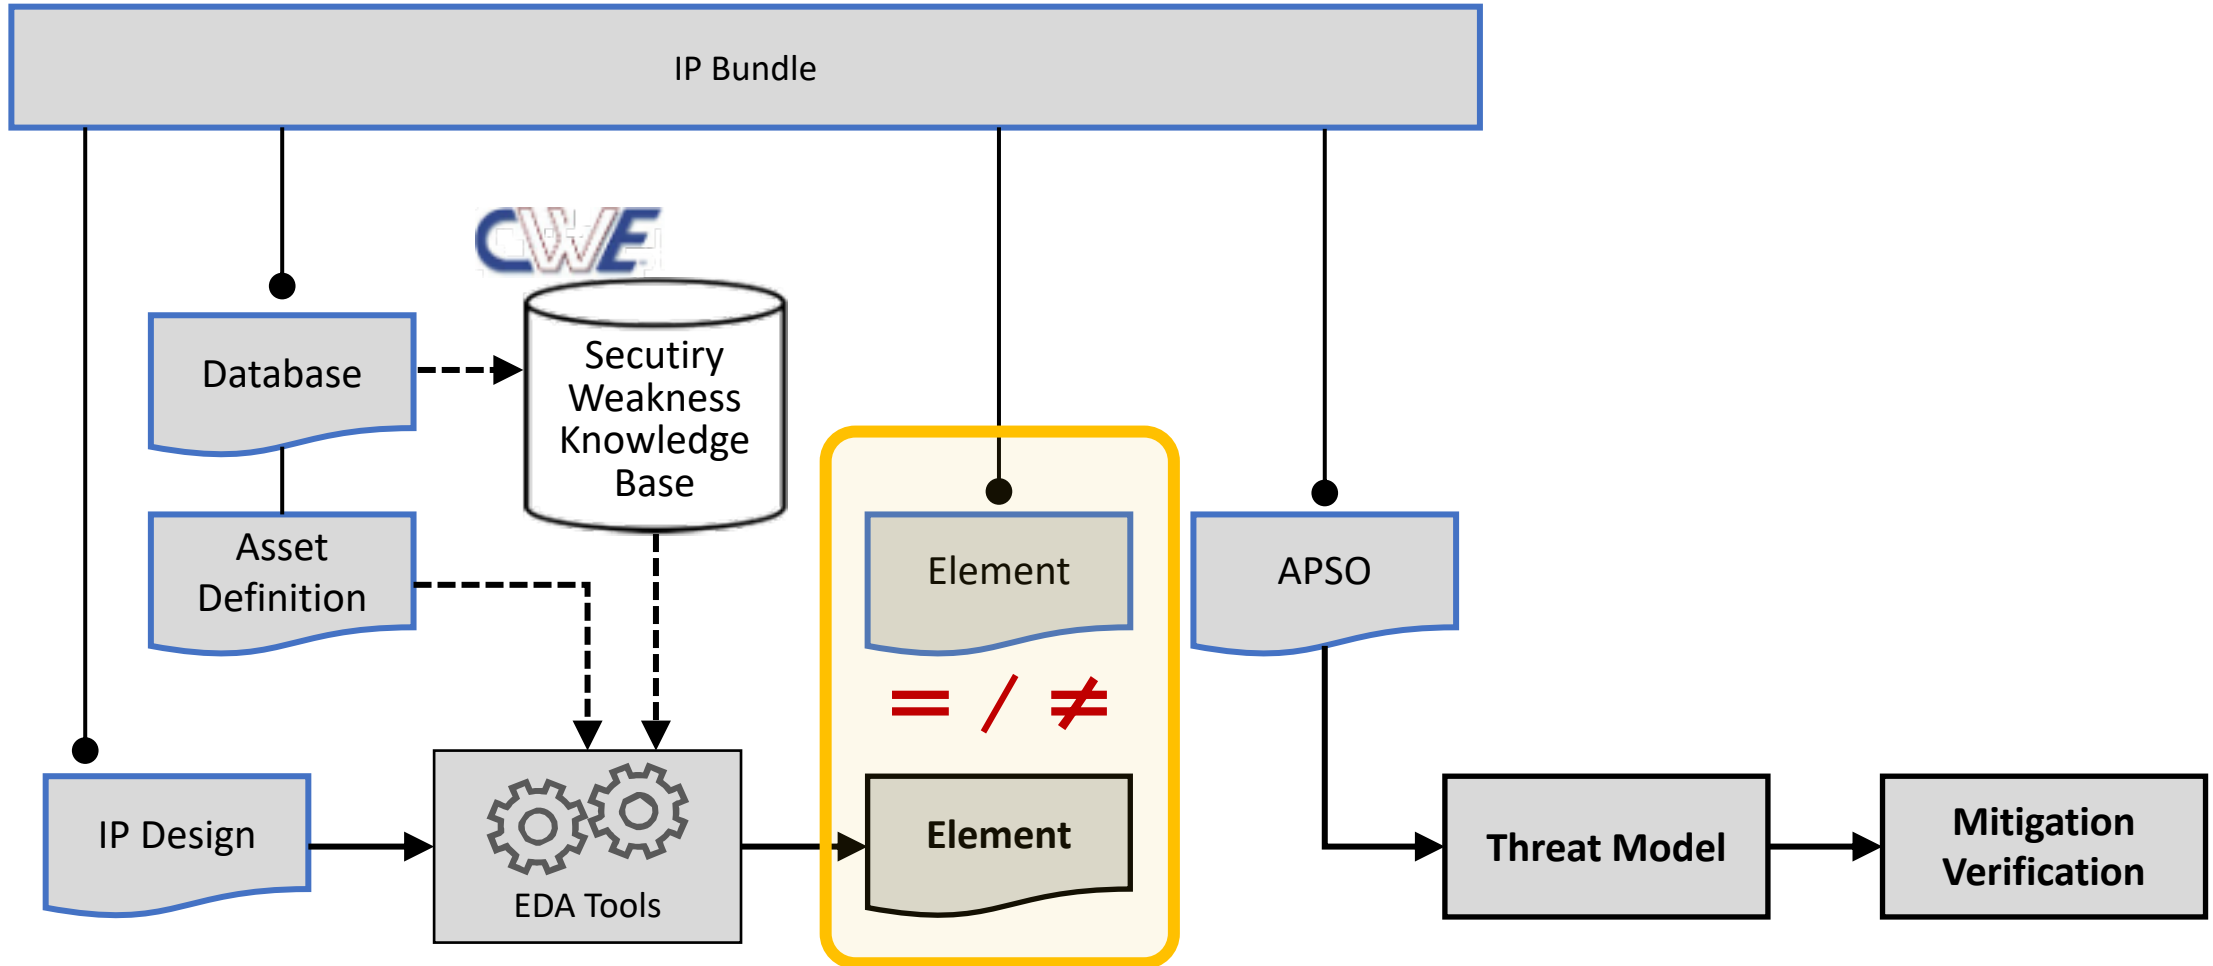 IP Bundle
CWE
Database
Secutiry
Weakness
Knowledge
Base
Asset
Definition
Element
APSO
= / ≠
IP Design
EDA Tools
Element
Threat Model
Mitigation
Verification